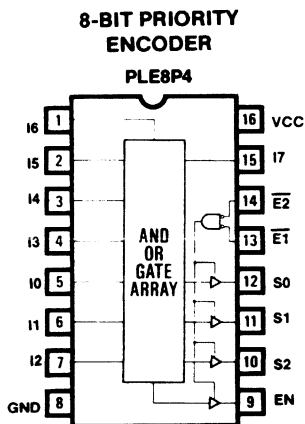 8-BIT PRIORITY
ENCODER
PLE8P4
I6 1 16 VCC
I5 2 15 I7
I4 3 14 E2
I3 4 13 E1
AND
OR
GATE
ARRAY
I0 5 12 S0
I1 6 11 S1
I2 7 10 S2
GND 8 9 EN